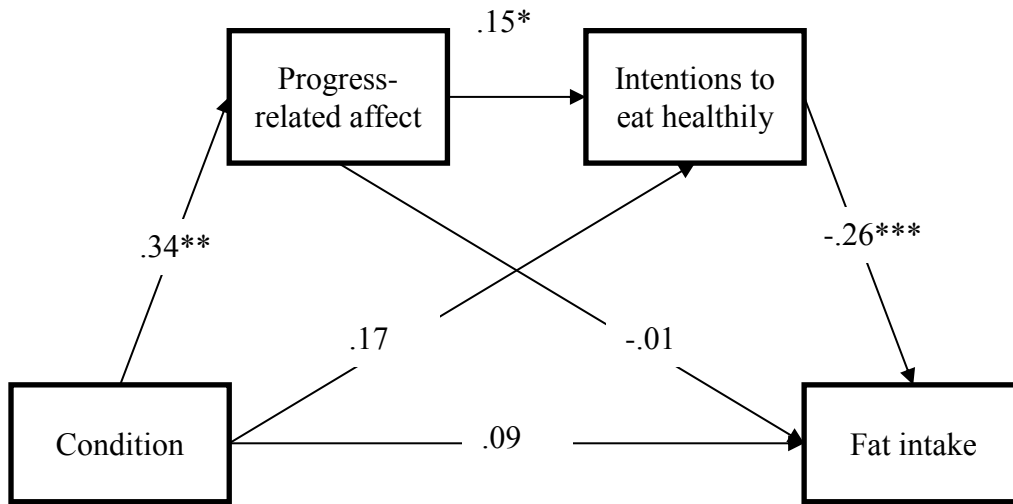 .15*
Progress-
related affect
Intentions to
eat healthily
.34**
-.26***
.17
-.01
Condition
.09
Fat intake